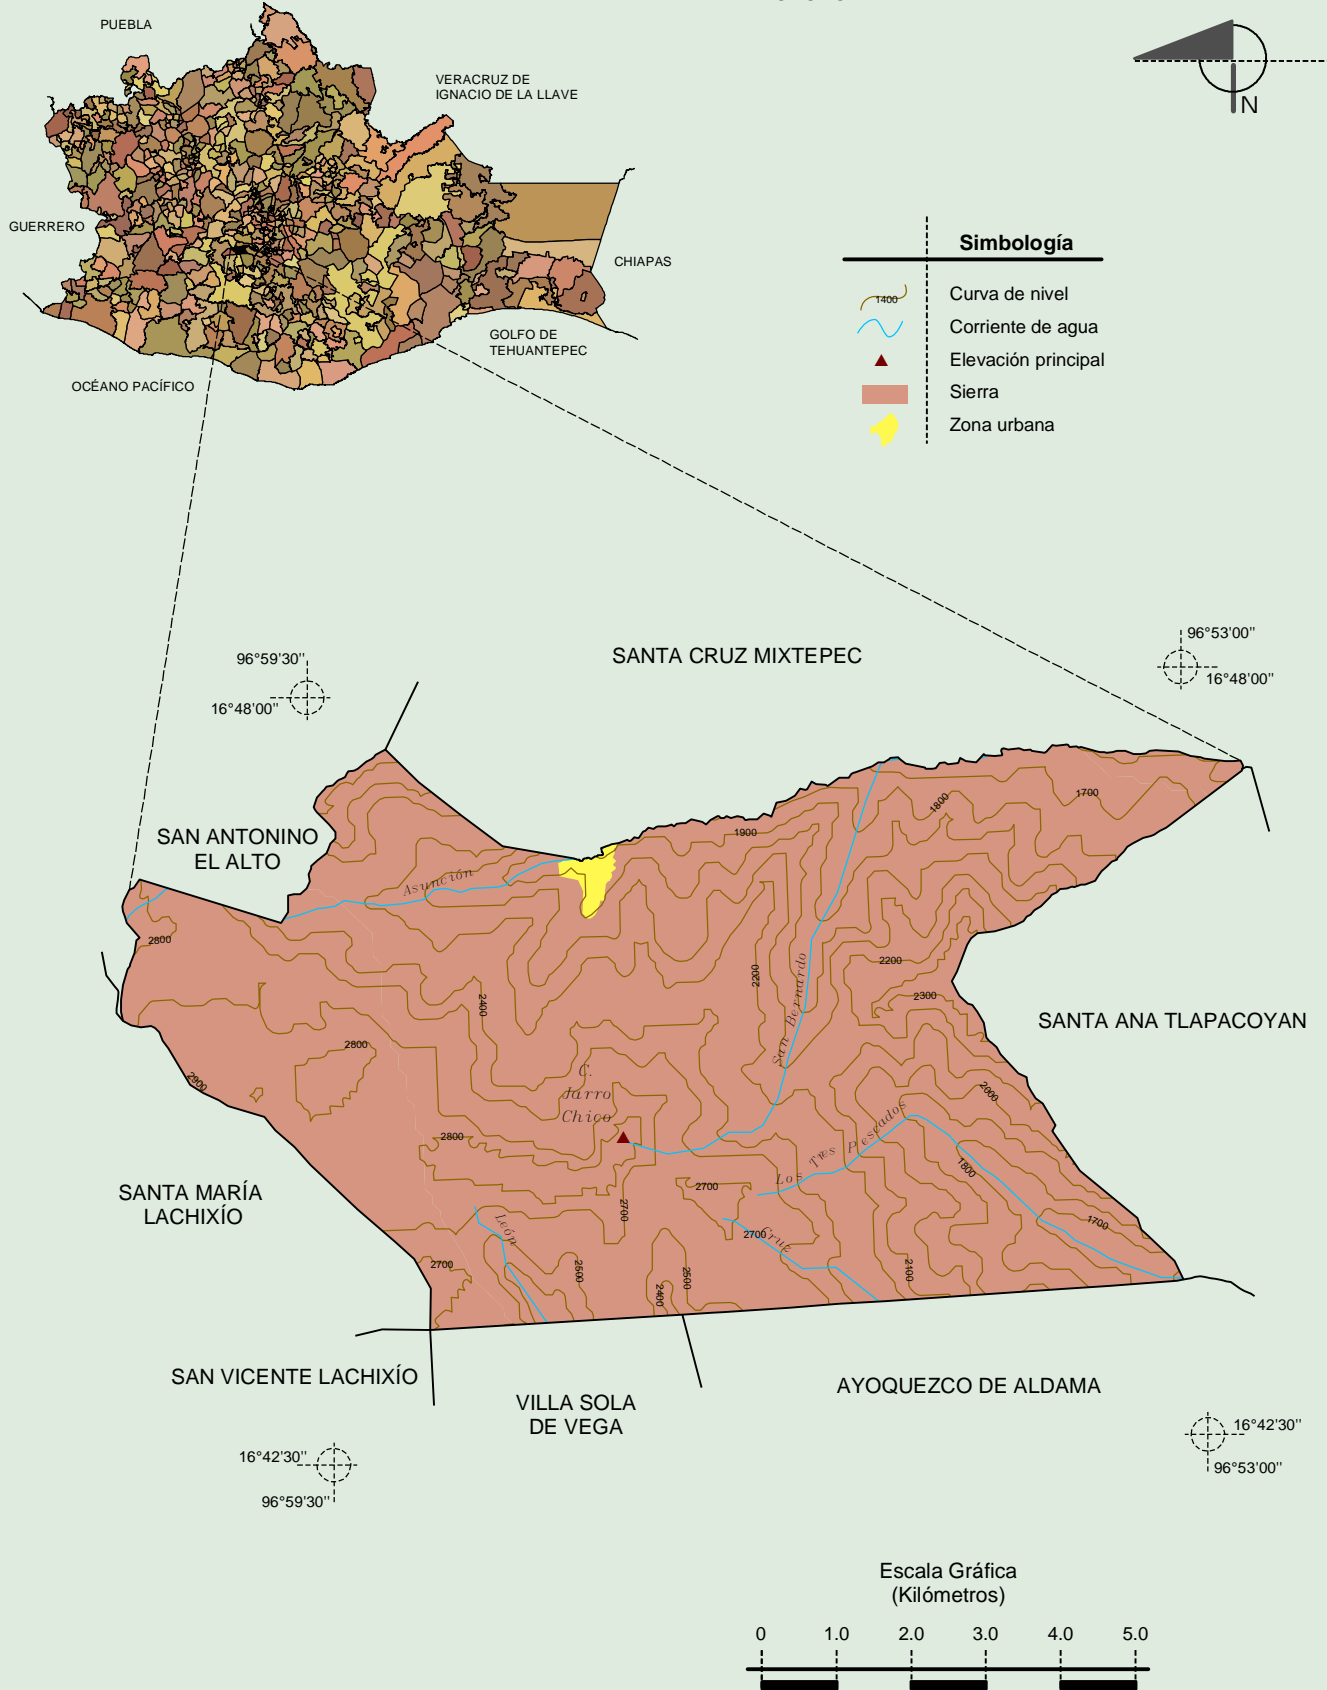 PUEBLA
VERACRUZ DE
IGNACIO DE LA LLAVE
N
GUERRERO
CHIAPAS
GOLFO DE
TEHUANTEPEC
OCÉANO PACÍFICO
Simbología
1400
Curva de nivel
Corriente de agua
Elevación principal
Sierra
Zona urbana
96°59'30''
16°48'00''
SANTA CRUZ MIXTEPEC
96°53'00''
16°48'00''
SAN ANTONINO
EL ALTO
Asunción
1900
1800
1700
2800
2400
2200
San Bernardo
2200
2300
SANTA ANA TLAPACOYAN
2800
2900
C.
Jarro
Chico
2800
2000
Los Tres Pescados
1800
SANTA MARÍA
LACHIXÍO
2700
2700
León
2700
Cruz
1700
2700
2500
2400
2500
2100
SAN VICENTE LACHIXÍO
VILLA SOLA
DE VEGA
AYOQUEZCO DE ALDAMA
16°42'30''
96°59'30''
16°42'30''
96°53'00''
Escala Gráfica
(Kilómetros)
0 1.0 2.0 3.0 4.0 5.0